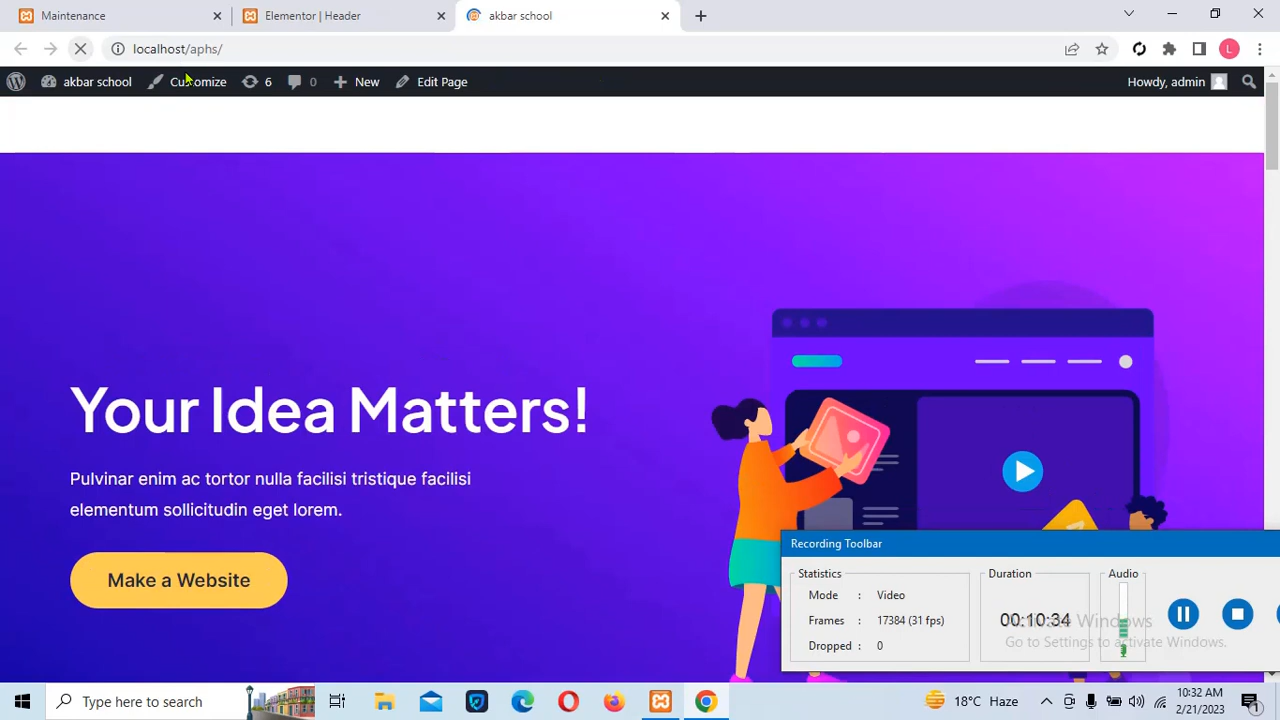 Maintenance
Elementor | Header
akbar school
localhost/aphs/
L
akbar school
Customize
6
0
New
Edit Page
Howdy, admin
Your Idea Matters!
Pulvinar enim ac tortor nulla facilisi tristique facilisi
elementum sollicitudin eget lorem.
Make a Website
Recording Toolbar
Statistics
Duration
Audio
Mode : Video
Frames : 17384 (31 fps)
Dropped : 0
00:10:34
Activate Windows
Go to Settings to activate Windows.
Type here to search
18°C Haze
10:32 AM
2/21/2023
1